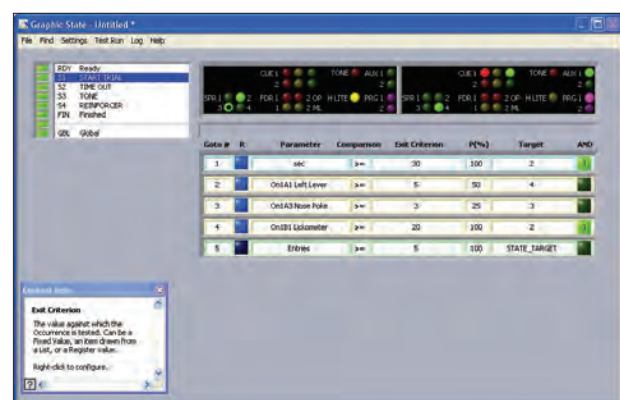 Graphic State - Untitled *
File Find Settings Test Run Log Help
RDY Ready
S1 START TRIAL
S2 TIME OUT
S3 TONE
S4 REINFORCER
FIN Finished
GBL Global
CUE 1 TONE AUX 1
2 2
SPR 1 2 PDR 1 2 OP H LITE PRG 1
3 4 2 2 ML 2
CUE 1 TONE AUX 1
2 2
SPR 1 2 PDR 1 2 OP H LITE PRG 1
3 4 2 2 ML 2
Goto # R Parameter Comparison Exit Criterion P(%) Target AND
1 sec >= 30 100 2 1
2 On1A1 Left Lever >= 5 50 4
3 On1A3 Nose Poke >= 3 25 3
4 On1B1 Lickometer >= 20 100 2 1
5 Entries >= 5 100 STATE_TARGET
Exit Criterion
The value against which the
Occurrence is tested. Can be a
Fixed Value, an item drawn from
a List, or a Register value.
Right-click to configure.
?